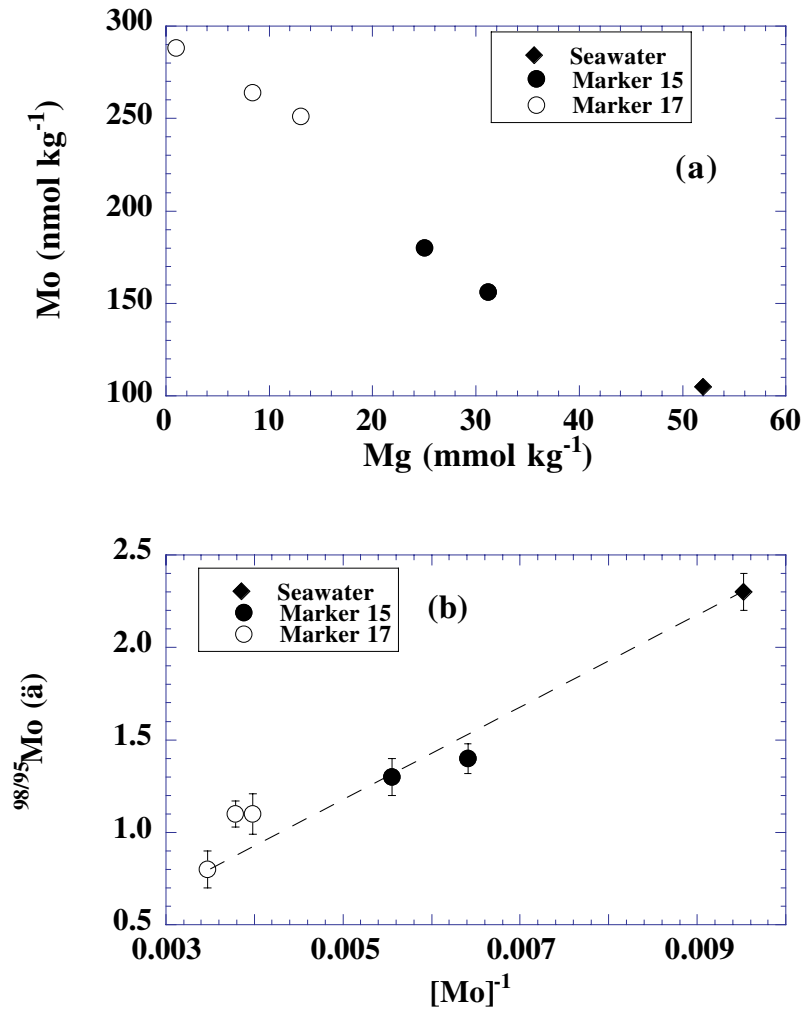 300
250
200
150
100
Mo (nmol kg⁻¹)
Seawater
Marker 15
Marker 17
(a)
0 10 20 30 40 50 60
Mg (mmol kg⁻¹)
2.5
2.0
1.5
1.0
0.5
98/95Mo (ä)
Seawater
Marker 15
Marker 17
(b)
0.003 0.005 0.007 0.009
[Mo]⁻¹